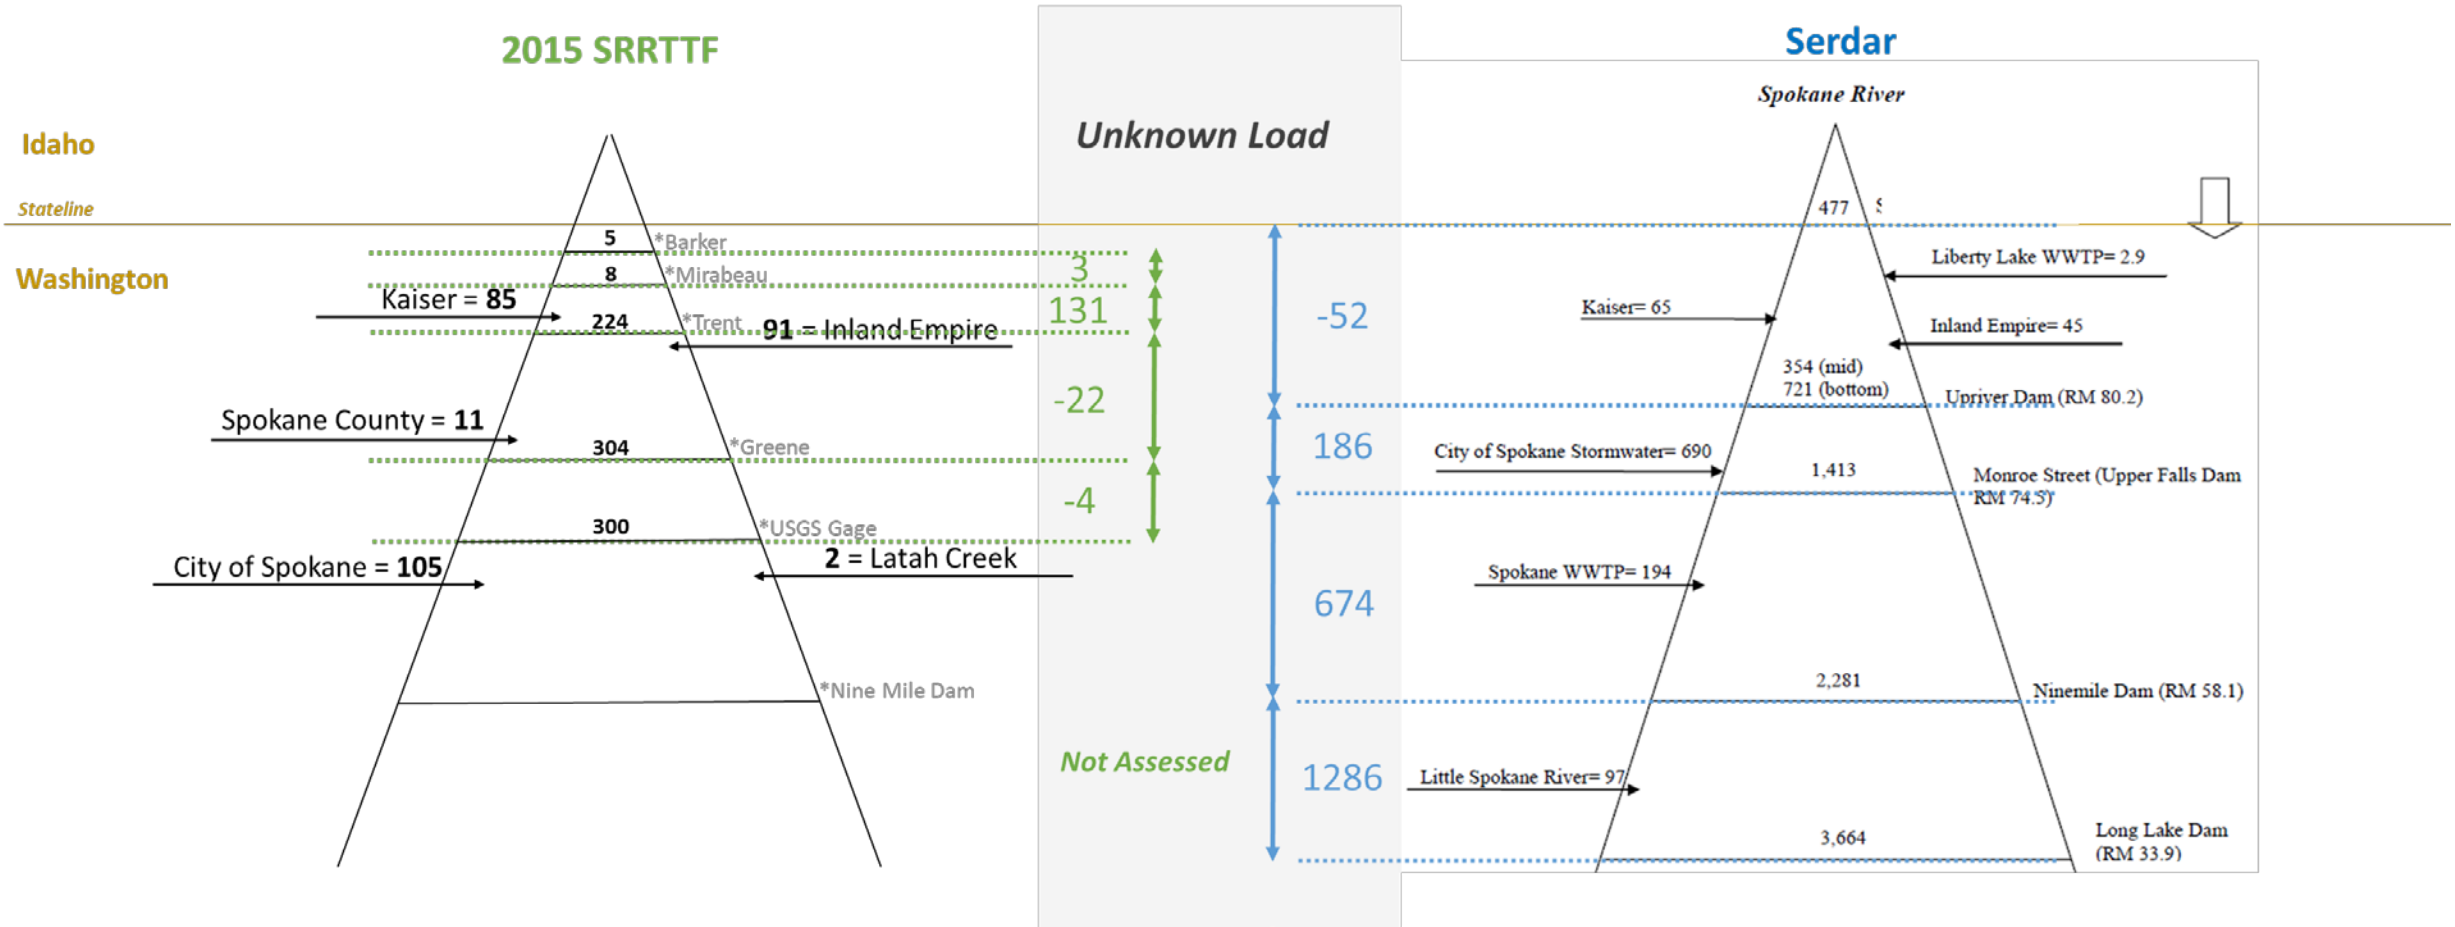 2015 SRRTTF
Serdar
Unknown Load
Spokane River
Idaho
Stateline
Washington
5
*Barker
8
*Mirabeau
Kaiser = 85
224
*Trent
91 = Inland Empire
Spokane County = 11
304
*Greene
300
*USGS Gage
City of Spokane = 105
2 = Latah Creek
*Nine Mile Dam
3
131
-22
-4
Not Assessed
-52
186
674
1286
477
Liberty Lake WWTP= 2.9
Kaiser= 65
Inland Empire= 45
354 (mid)
721 (bottom)
Upriver Dam (RM 80.2)
City of Spokane Stormwater= 690
1,413
Monroe Street (Upper Falls Dam
RM 74.5)
Spokane WWTP= 194
2,281
Ninemile Dam (RM 58.1)
Little Spokane River= 97
3,664
Long Lake Dam
(RM 33.9)